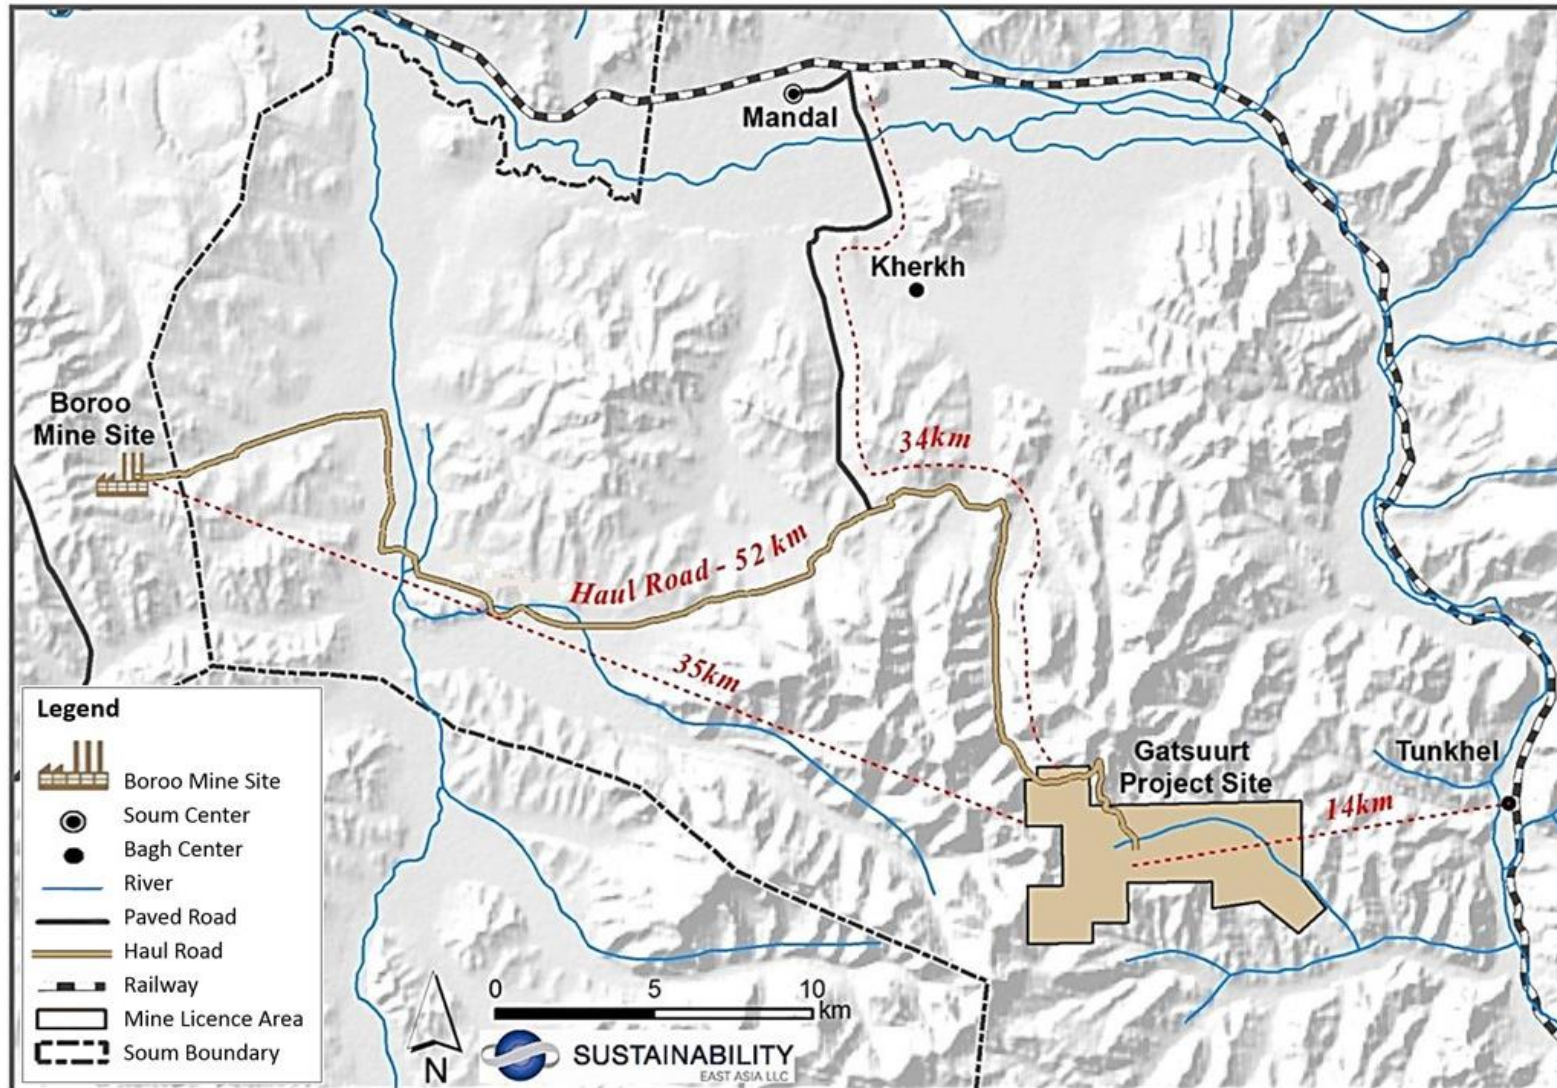 Mandal
Kherkh
Boroo
Mine Site
34km
Haul Road - 52 km
35km
Gatsuurt
Project Site
Tunkhel
14km
Legend
Boroo Mine Site
Soum Center
Bagh Center
River
Paved Road
Haul Road
Railway
Mine Licence Area
Soum Boundary
N
0 5 10
km
SUSTAINABILITY
EAST ASIA LLC